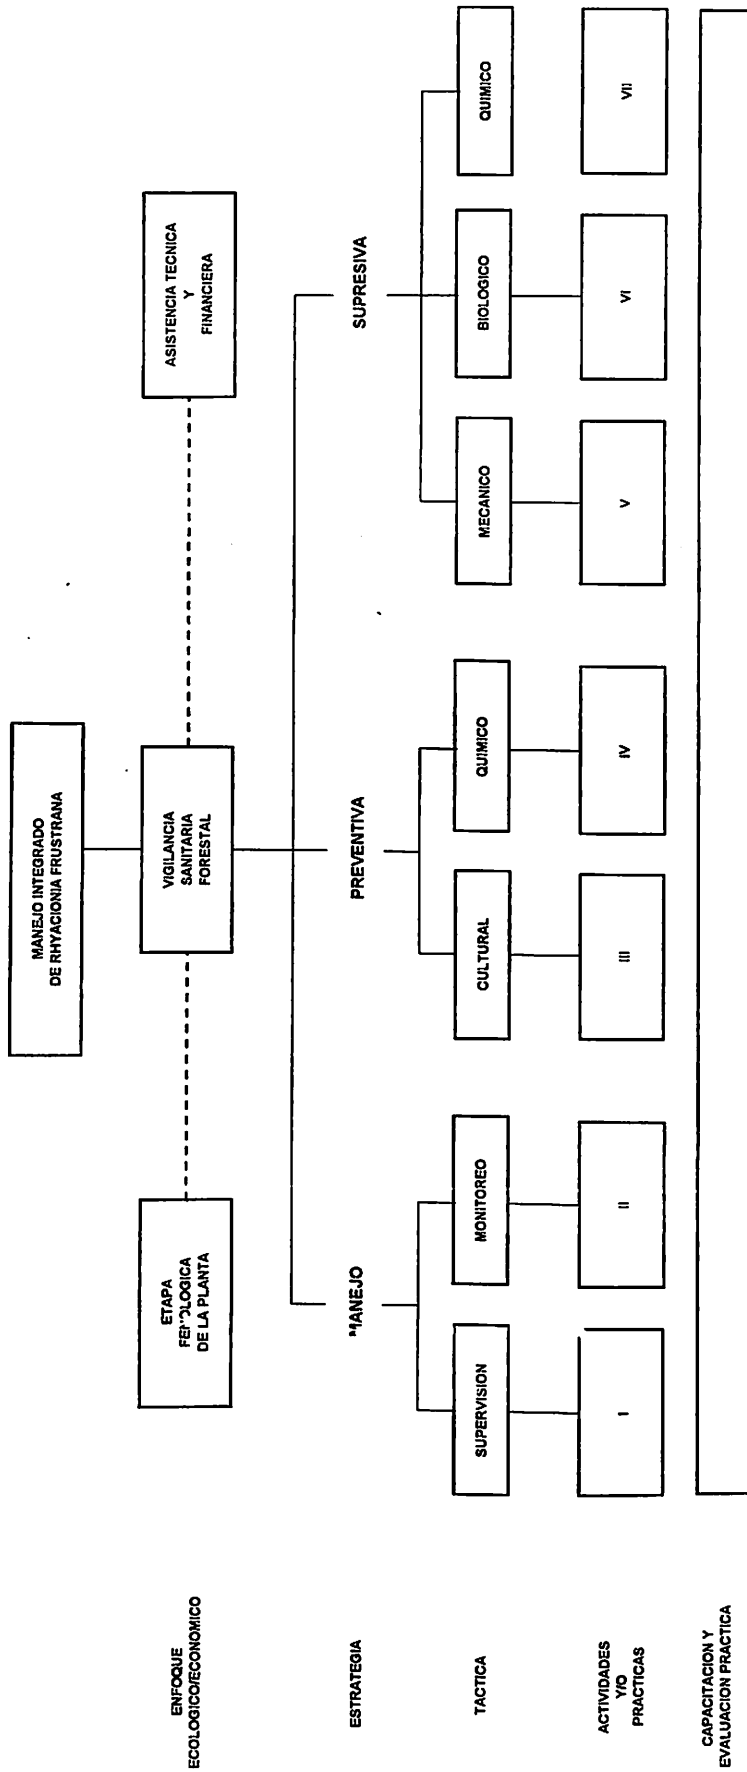 MANEJO INTEGRADO
DE RHYACIONIA FRUSTRANA
ENFOQUE
ECOLOGICO/ECONOMICO
ETAPA
FENOLOGICA
DE LA PLANTA
VIGILANCIA
SANITARIA
FORESTAL
ASISTENCIA TECNICA
Y
FINANCIERA
ESTRATEGIA
MANEJO
PREVENTIVA
SUPRESIVA
TACTICA
SUPERVISION
MONITOREO
CULTURAL
QUIMICO
MECANICO
BIOLOGICO
QUIMICO
ACTIVIDADES
Y/O
PRACTICAS
I
II
III
IV
V
VI
VII
CAPACITACION Y
EVALUACION PRACTICA